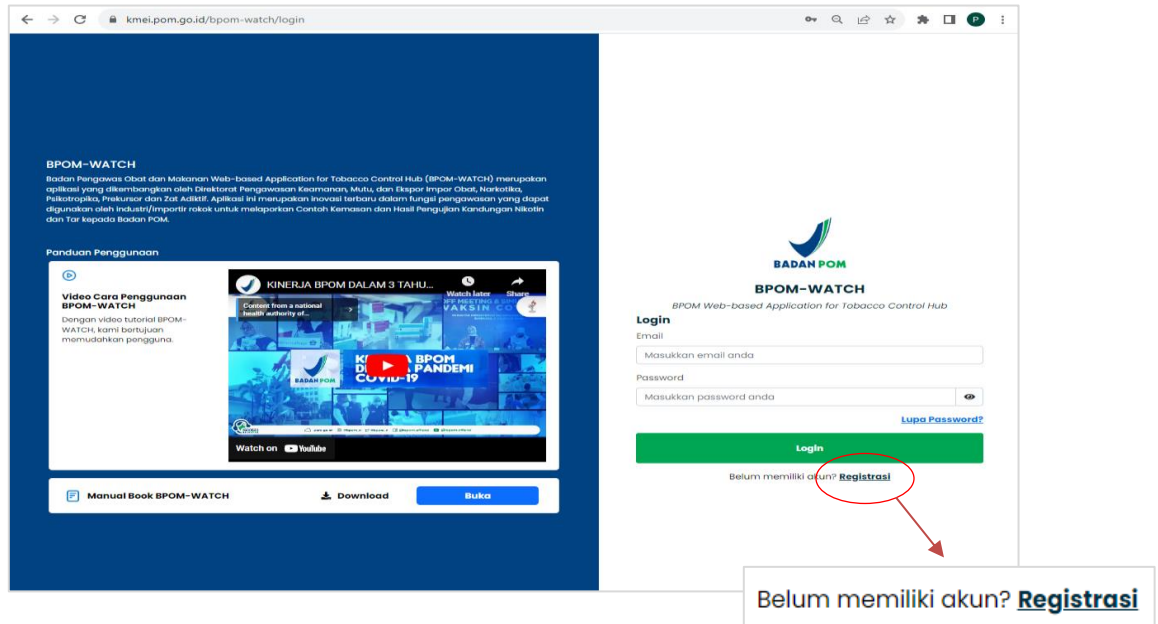 kmei.pom.go.id/bpom-watch/login
P
BPOM-WATCH
Badan Pengawas Obat dan Makanan Web-based Application for Tobacco Control Hub (BPOM-WATCH) merupakan
aplikasi yang dikembangkan oleh Direktorat Pengawasan Keamanan, Mutu, dan Ekspor Impor Obat, Narkotika,
Psikotropika, Prekursor dan Zat Adiktif. Aplikasi ini merupakan inovasi terbaru dalam fungsi pengawasan yang dapat
digunakan oleh industri/importir rokok untuk melaporkan Contoh Kemasan dan Hasil Pengujian Kandungan Nikotin
dan Tar kepada Badan POM.
Panduan Penggunaan
Video Cara Penggunaan
BPOM-WATCH
Dengan video tutorial BPOM-
WATCH, kami bertujuan
memudahkan pengguna.
KINERJA BPOM DALAM 3 TAHU...
Watch later
Share
Content from a national
health authority of...
VAKSIN
BADAN POM
BPOM
PANDEMI
COVID-19
Watch on YouTube
Manual Book BPOM-WATCH
Download
Buka
BADAN POM
BPOM-WATCH
BPOM Web-based Application for Tobacco Control Hub
Login
Email
Masukkan email anda
Password
Masukkan password anda
Lupa Password?
Login
Belum memiliki akun? Registrasi
Belum memiliki akun? Registrasi